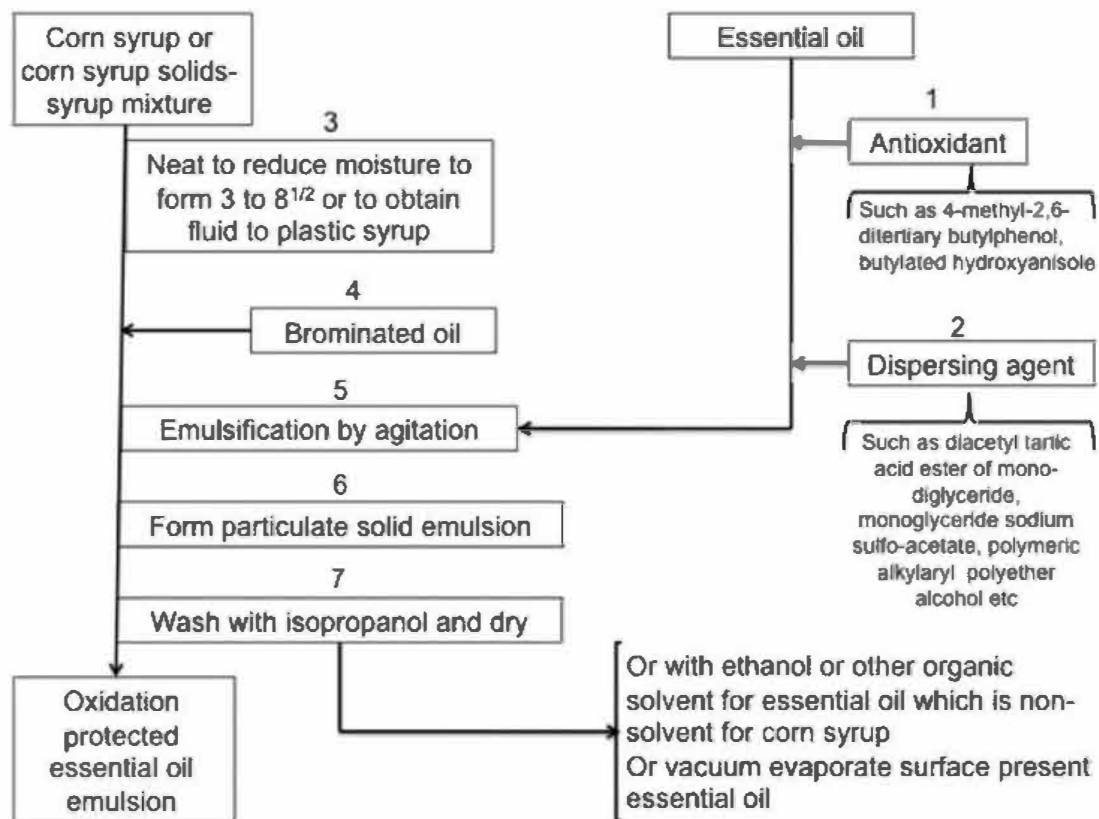 Corn syrup or
corn syrup solids-
syrup mixture
3
Neat to reduce moisture to
form 3 to 8^1/2 or to obtain
fluid to plastic syrup
4
Brominated oil
5
Emulsification by agitation
6
Form particulate solid emulsion
7
Wash with isopropanol and dry
Oxidation
protected
essential oil
emulsion
Essential oil
1
Antioxidant
Such as 4-methyl-2,6-
ditertiary butylphenol,
butylated hydroxyanisole
2
Dispersing agent
Such as diacetyl tartic
acid ester of mono-
diglyceride,
monoglyceride sodium
sulfo-acetate, polymeric
alkylaryl polyether
alcohol etc
Or with ethanol or other organic
solvent for essential oil which is non-
solvent for corn syrup
Or vacuum evaporate surface present
essential oil